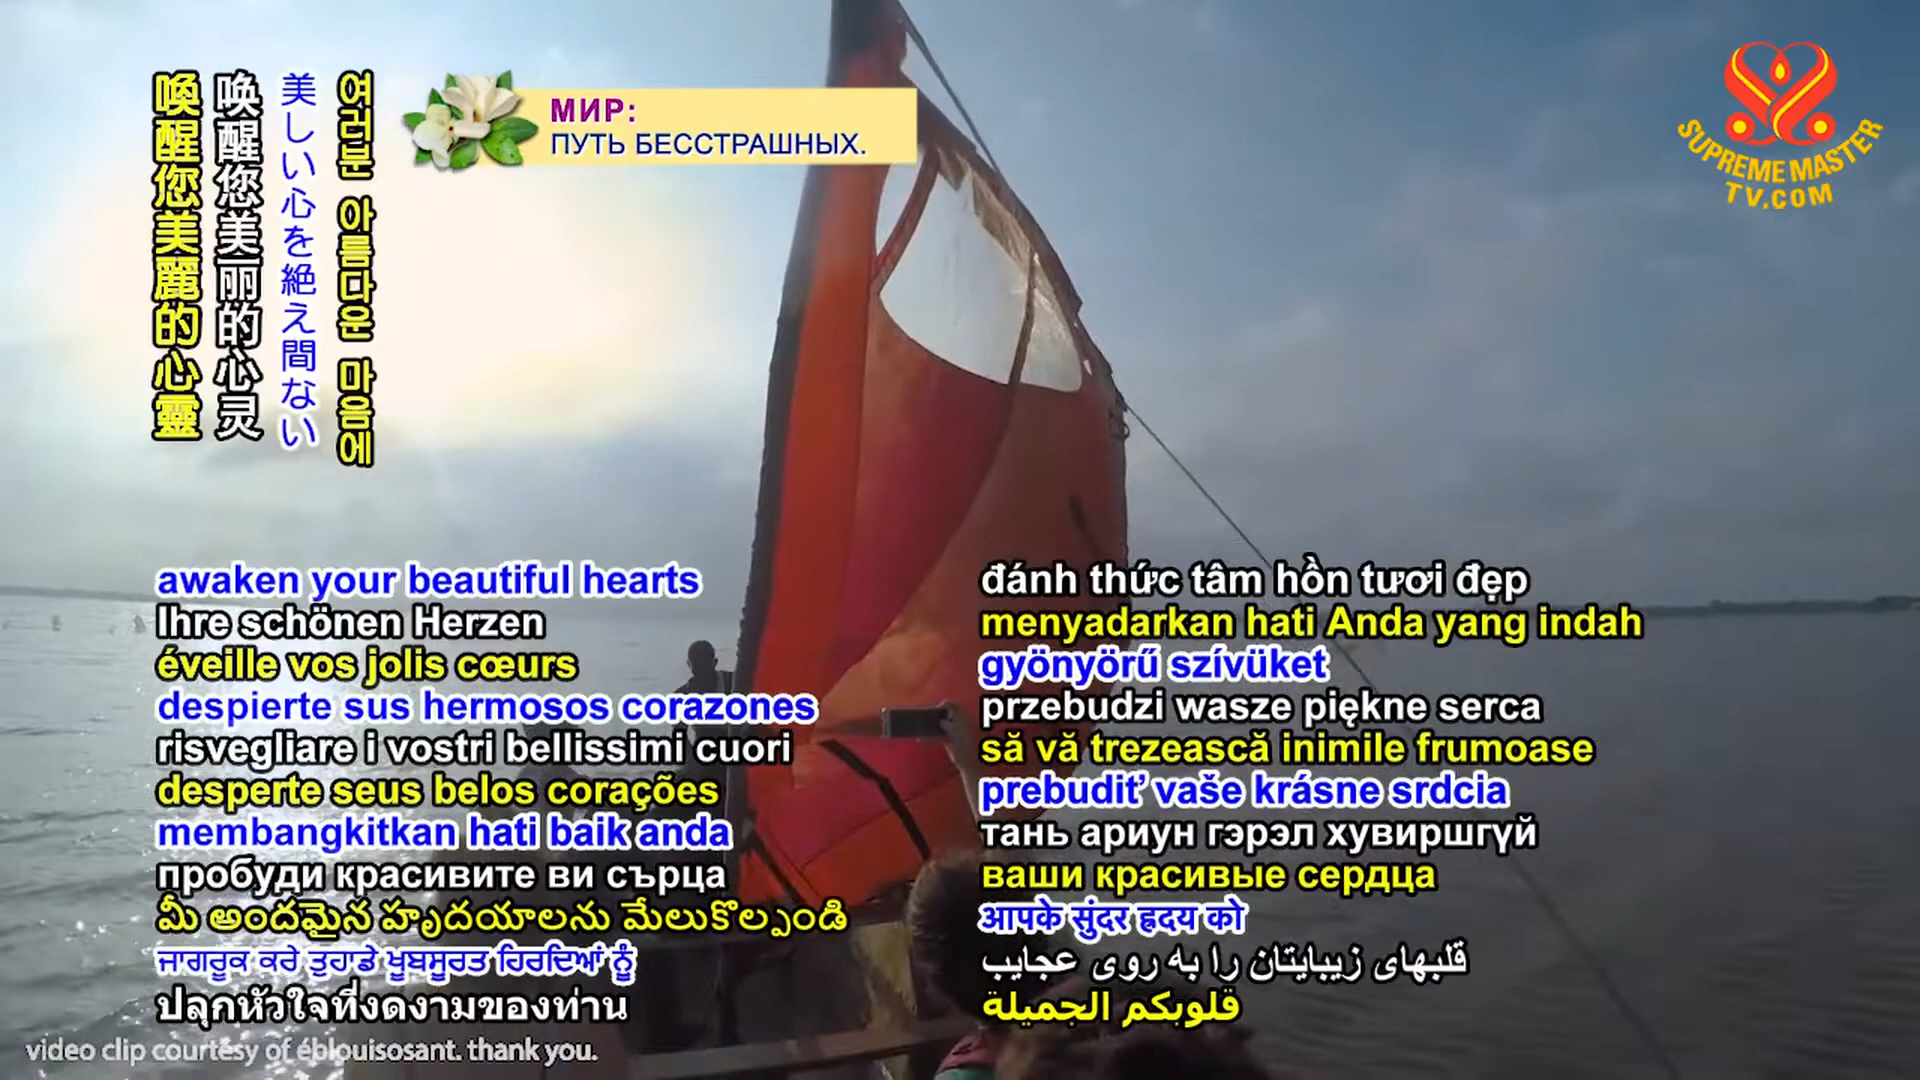 喚醒您美麗的心靈
唤醒您美丽的心灵
美しい心を絶え間ない
여러분 아름다운 마음에
МИР:
ПУТЬ БЕССТРАШНЫХ.
SUPREME MASTER
TV.COM
awaken your beautiful hearts
Ihre schönen Herzen
éveille vos jolis cœurs
despierte sus hermosos corazones
risvegliare i vostri bellissimi cuori
desperte seus belos corações
membangkitkan hati baik anda
пробуди красивите ви сърца
మీ అందమైన హృదయాలను మేలుకొల్పండి
ਜਾਗਰੂਕ ਕਰੇ ਤੁਹਾਡੇ ਖੂਬਸੂਰਤ ਹਿਰਦਿਆਂ ਨੂੰ
ปลุกหัวใจที่งดงามของท่าน
đánh thức tâm hồn tươi đẹp
menyadarkan hati Anda yang indah
gyönyörű szívüket
przebudzi wasze piękne serca
să vă trezească inimile frumoase
prebudiť vaše krásne srdcia
тань ариун гэрэл хувиршгүй
ваши красивые сердца
आपके सुंदर ह्रदय को
قلبهای زیبایتان را به روی عجایب
قلوبكم الجميلة
video clip courtesy of éblouisosant. thank you.